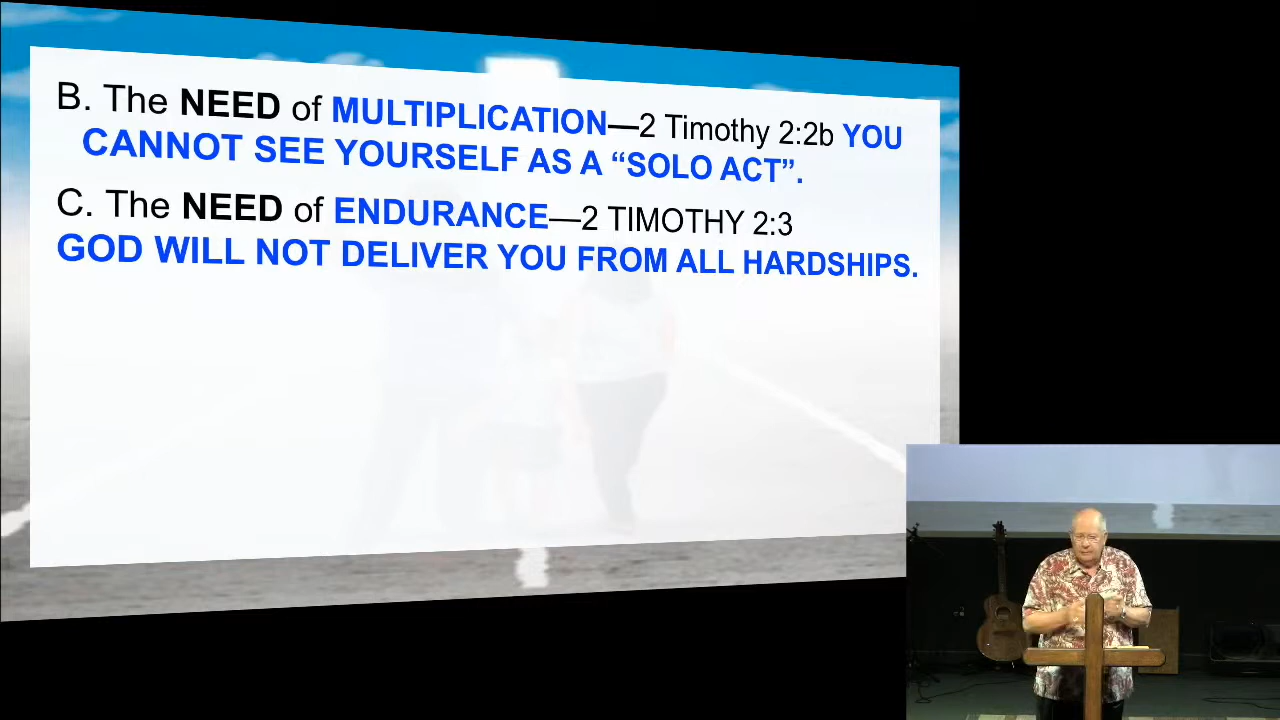 B. The NEED of MULTIPLICATION—2 Timothy 2:2b YOU
CANNOT SEE YOURSELF AS A “SOLO ACT”.
C. The NEED of ENDURANCE—2 TIMOTHY 2:3
GOD WILL NOT DELIVER YOU FROM ALL HARDSHIPS.